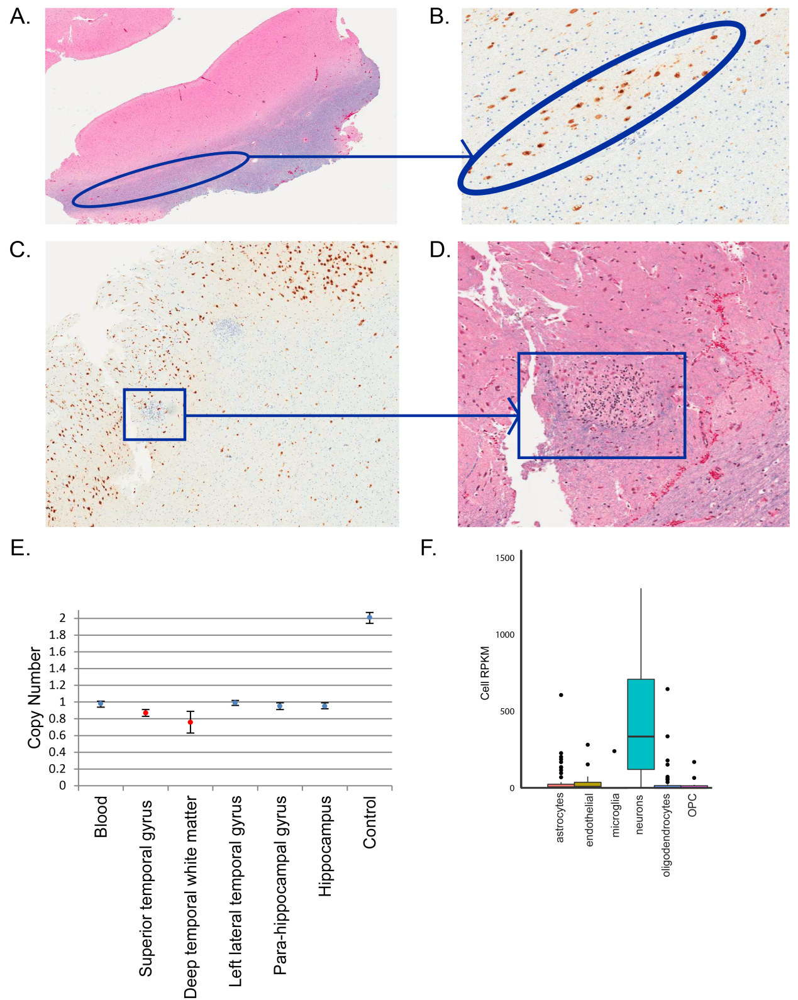 A.
B.
C.
D.
E.
F.
Copy Number
2
1.8
1.6
1.4
1.2
1
0.8
0.6
0.4
0.2
0
Blood
Superior temporal gyrus
Deep temporal white matter
Left lateral temporal gyrus
Para-hippocampal gyrus
Hippocampus
Control
Cell RPKM
1500
1000
500
0
astrocytes
endothelial
microglia
neurons
oligodendrocytes
OPC